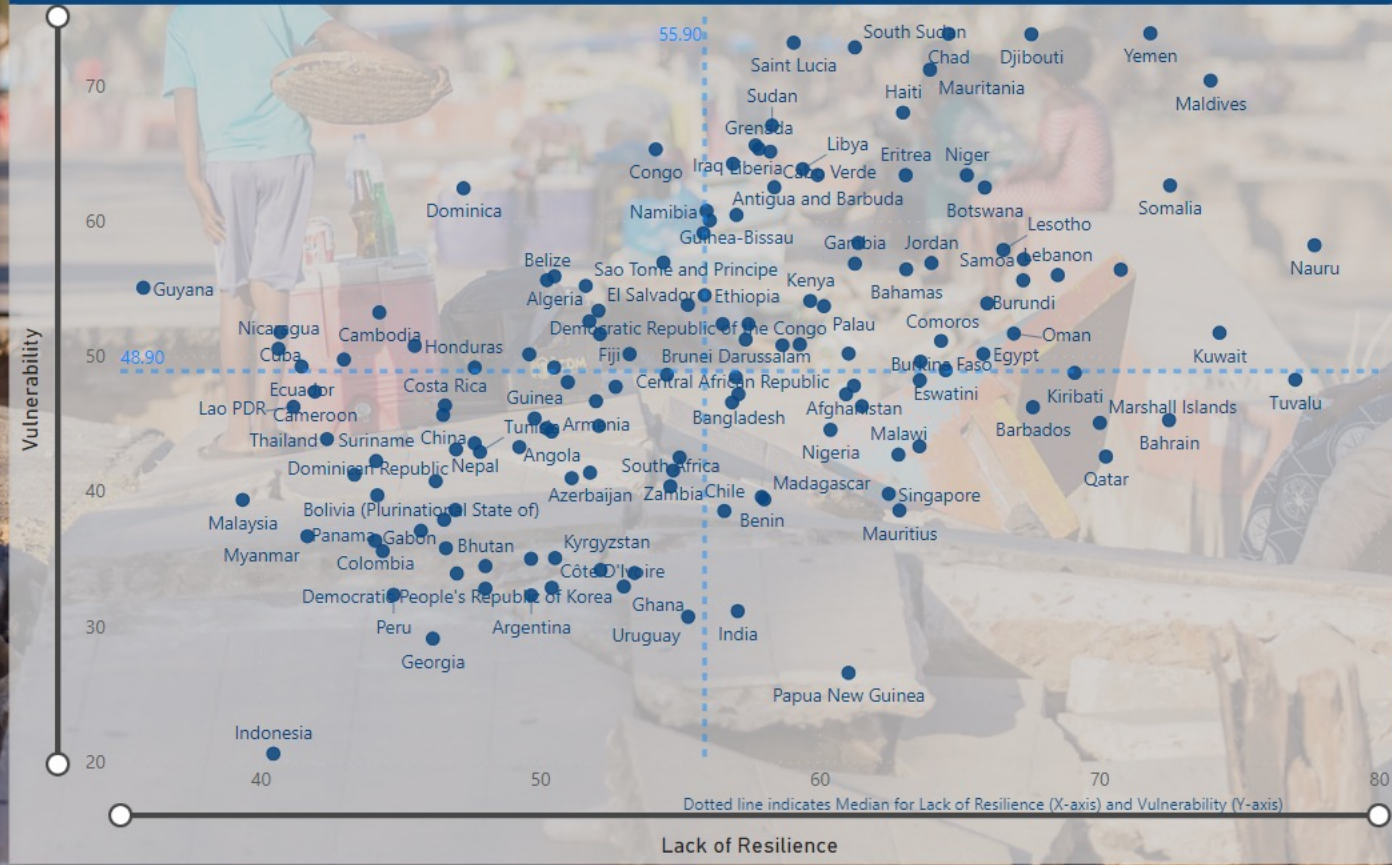 55.90
South Sudan
Saint Lucia
Chad
Djibouti
Yemen
70
Sudan
Haiti
Mauritania
Maldives
Grenada
Libya
Congo
Iraq
Liberia
Cabo Verde
Eritrea
Niger
60
Dominica
Namibia
Antigua and Barbuda
Botswana
Somalia
Guinea-Bissau
Lesotho
Gambia
Jordan
Belize
Sao Tome and Principe
Samoa
Lebanon
Nauru
Guyana
Algeria
El Salvador
Ethiopia
Kenya
Bahamas
Burundi
Nicaragua
Cambodia
Democratic Republic of the Congo
Palau
Comoros
Oman
48.90
50
Cuba
Honduras
Fiji
Brunei Darussalam
Burkina Faso
Egypt
Kuwait
Ecuador
Costa Rica
Central African Republic
Eswatini
Kiribati
Tuvalu
Lao PDR
Cameroon
Guinea
Bangladesh
Afghanistan
Marshall Islands
Thailand
Suriname
China
Tunisia
Armenia
Malawi
Barbados
Bahrain
Dominican Republic
Nepal
Angola
South Africa
Nigeria
Qatar
40
Azerbaijan
Zambia
Chile
Madagascar
Singapore
Malaysia
Bolivia (Plurinational State of)
Benin
Mauritius
Myanmar
Panama
Gabon
Bhutan
Kyrgyzstan
Colombia
Côte D'Ivoire
Democratic People's Republic of Korea
Ghana
30
Peru
Argentina
Uruguay
India
Georgia
Papua New Guinea
Indonesia
20
40
50
60
70
80
Dotted line indicates Median for Lack of Resilience (X-axis) and Vulnerability (Y-axis)
Lack of Resilience
Vulnerability